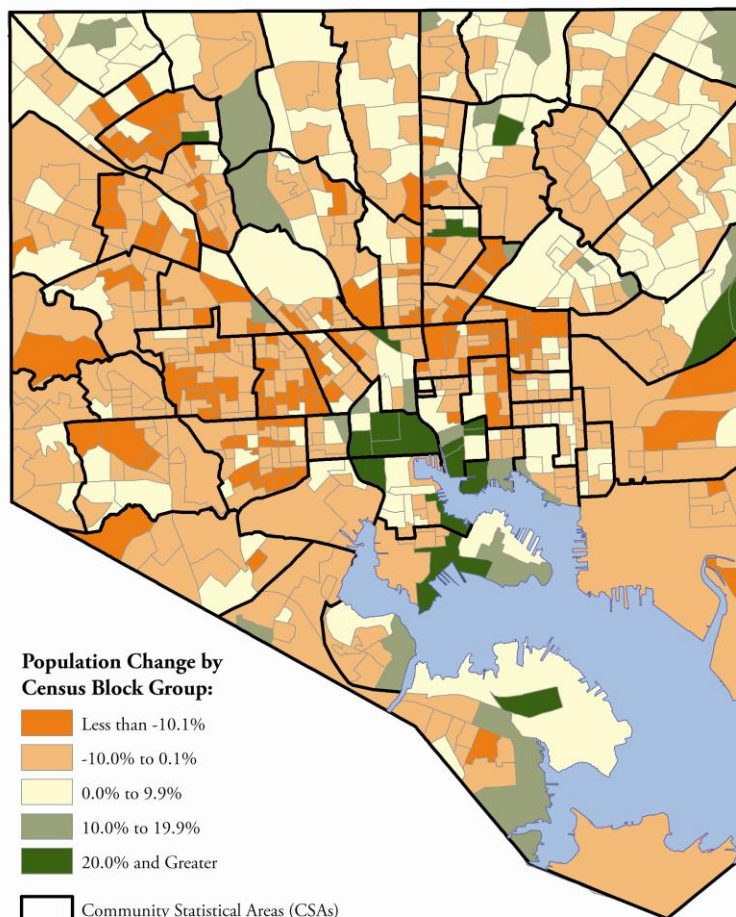 Population Change by
Census Block Group:
Less than -10.1%
-10.0% to 0.1%
0.0% to 9.9%
10.0% to 19.9%
20.0% and Greater
Community Statistical Areas (CSAs)